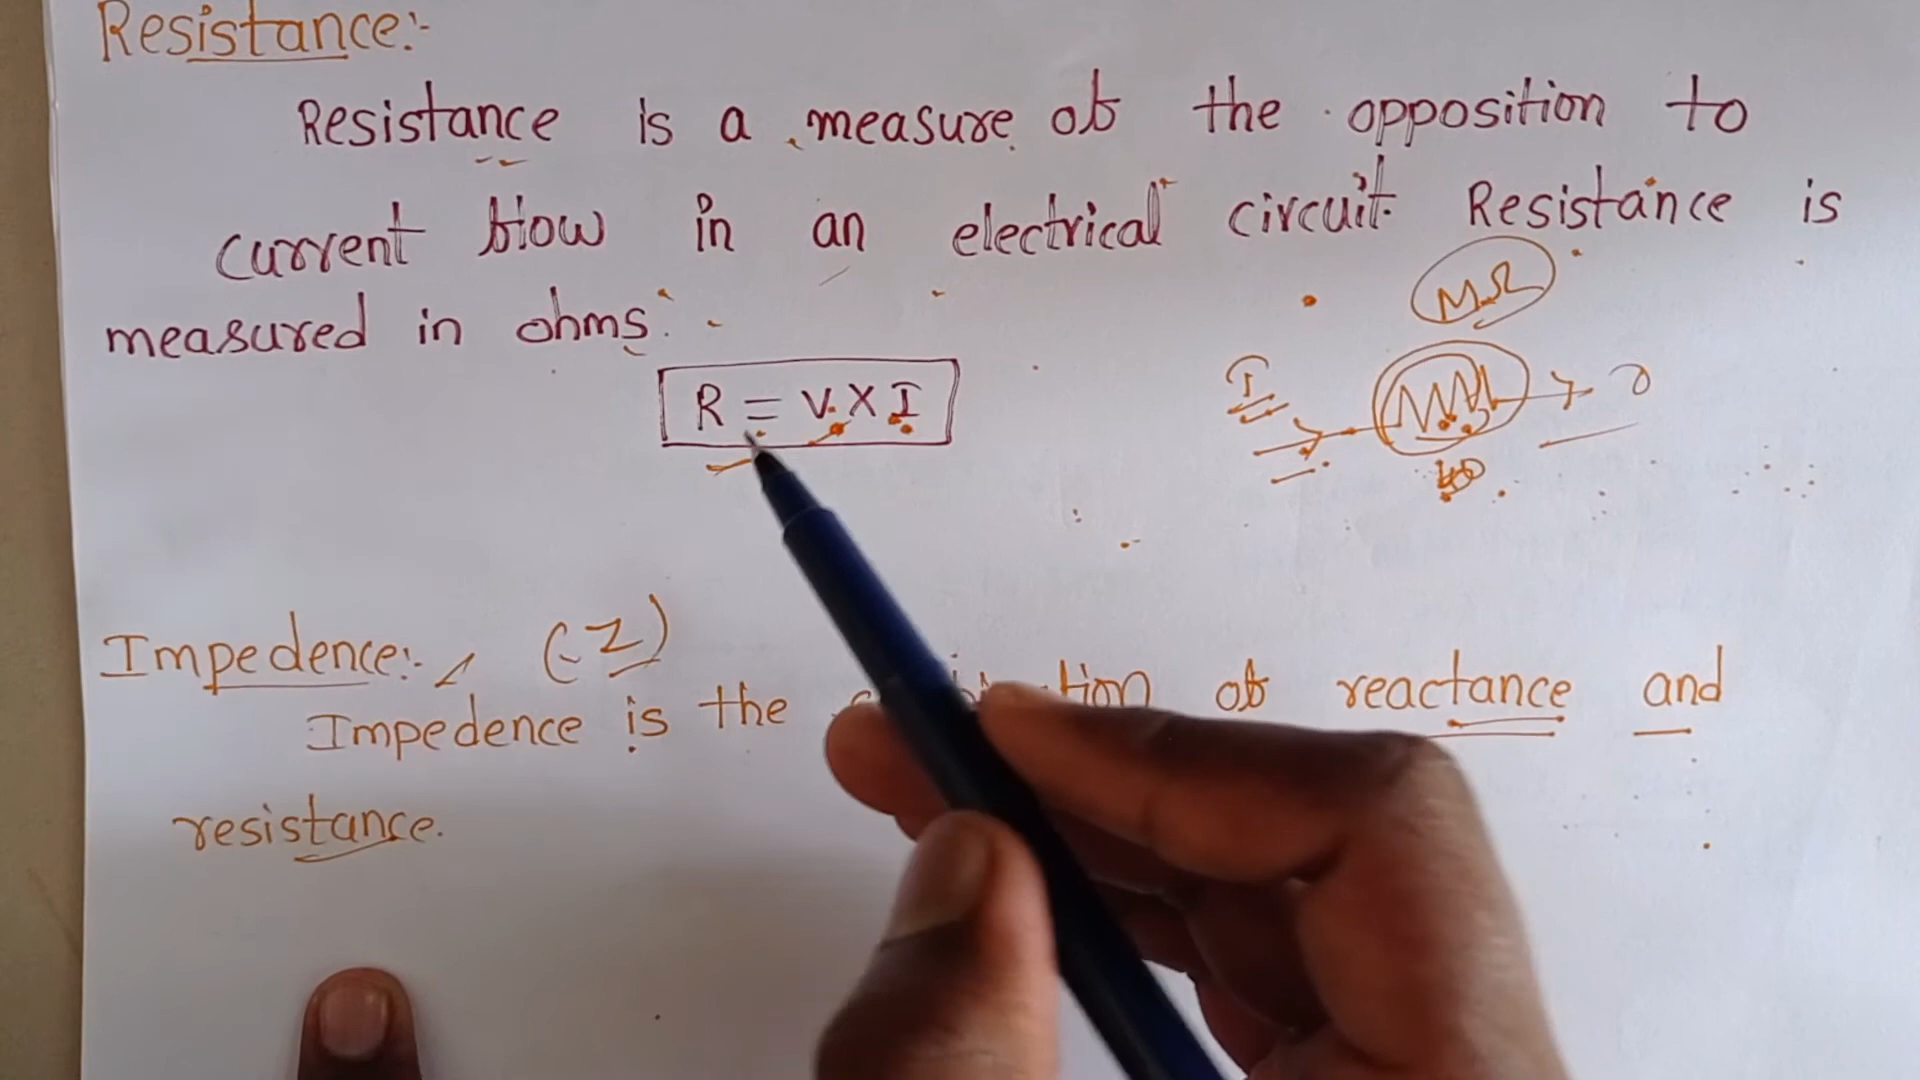 Resistance:-
Resistance is a measure of the opposition to
current flow in an electrical circuit. Resistance is
measured in ohms.
MΩ
R = V X I
I
Impedence:- (Z)
Impedence is the of reactance and
resistance.